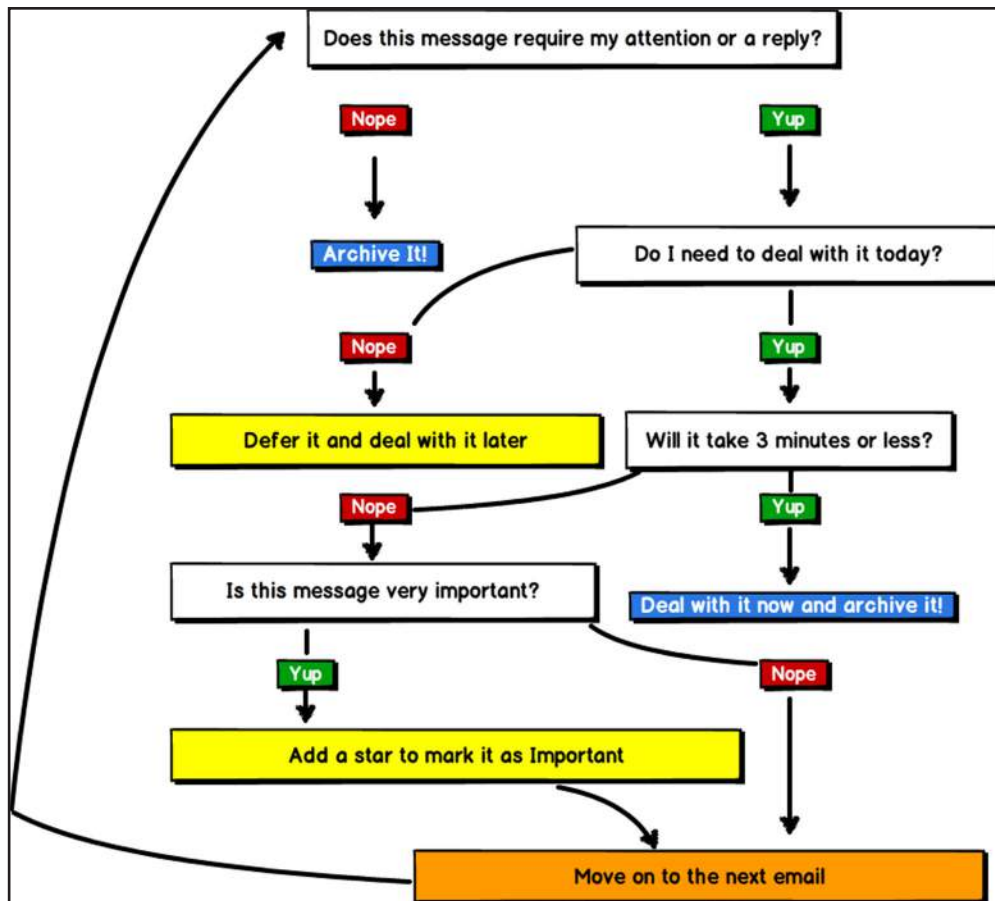 Does this message require my attention or a reply?
Nope
Yup
Archive It!
Do I need to deal with it today?
Nope
Yup
Defer it and deal with it later
Will it take 3 minutes or less?
Nope
Yup
Is this message very important?
Deal with it now and archive it!
Yup
Nope
Add a star to mark it as Important
Move on to the next email